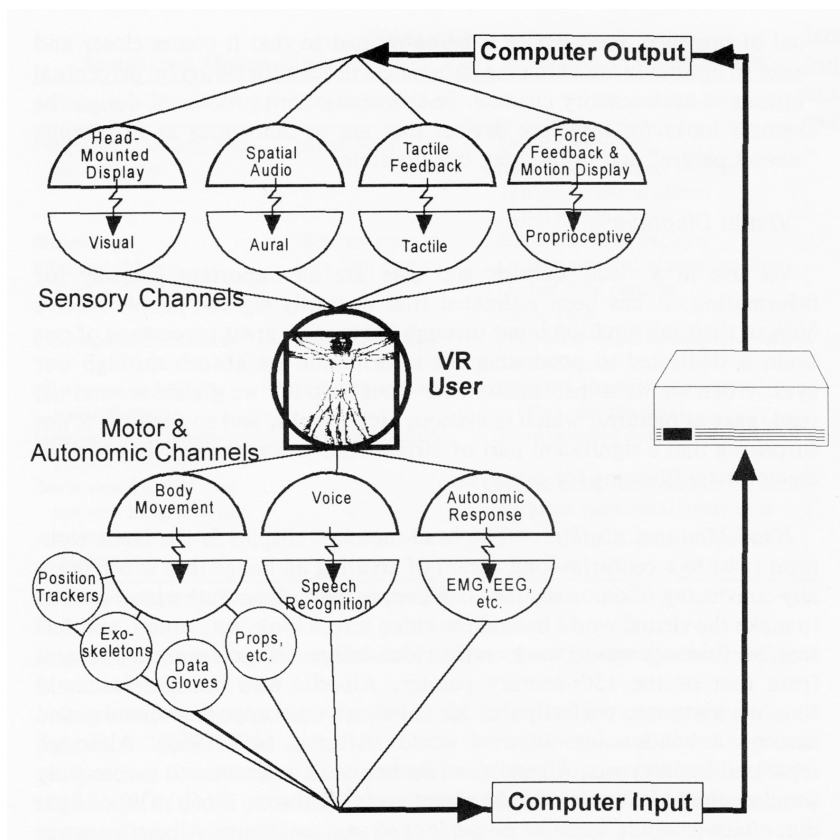 Computer Output
Head-
Mounted
Display
Spatial
Audio
Tactile
Feedback
Force
Feedback &
Motion Display
Visual
Aural
Tactile
Proprioceptive
Sensory Channels
VR
User
Motor &
Autonomic Channels
Body
Movement
Voice
Autonomic
Response
Position
Trackers
Exo-
skeletons
Data
Gloves
Props,
etc.
Speech
Recognition
EMG, EEG,
etc.
Computer Input